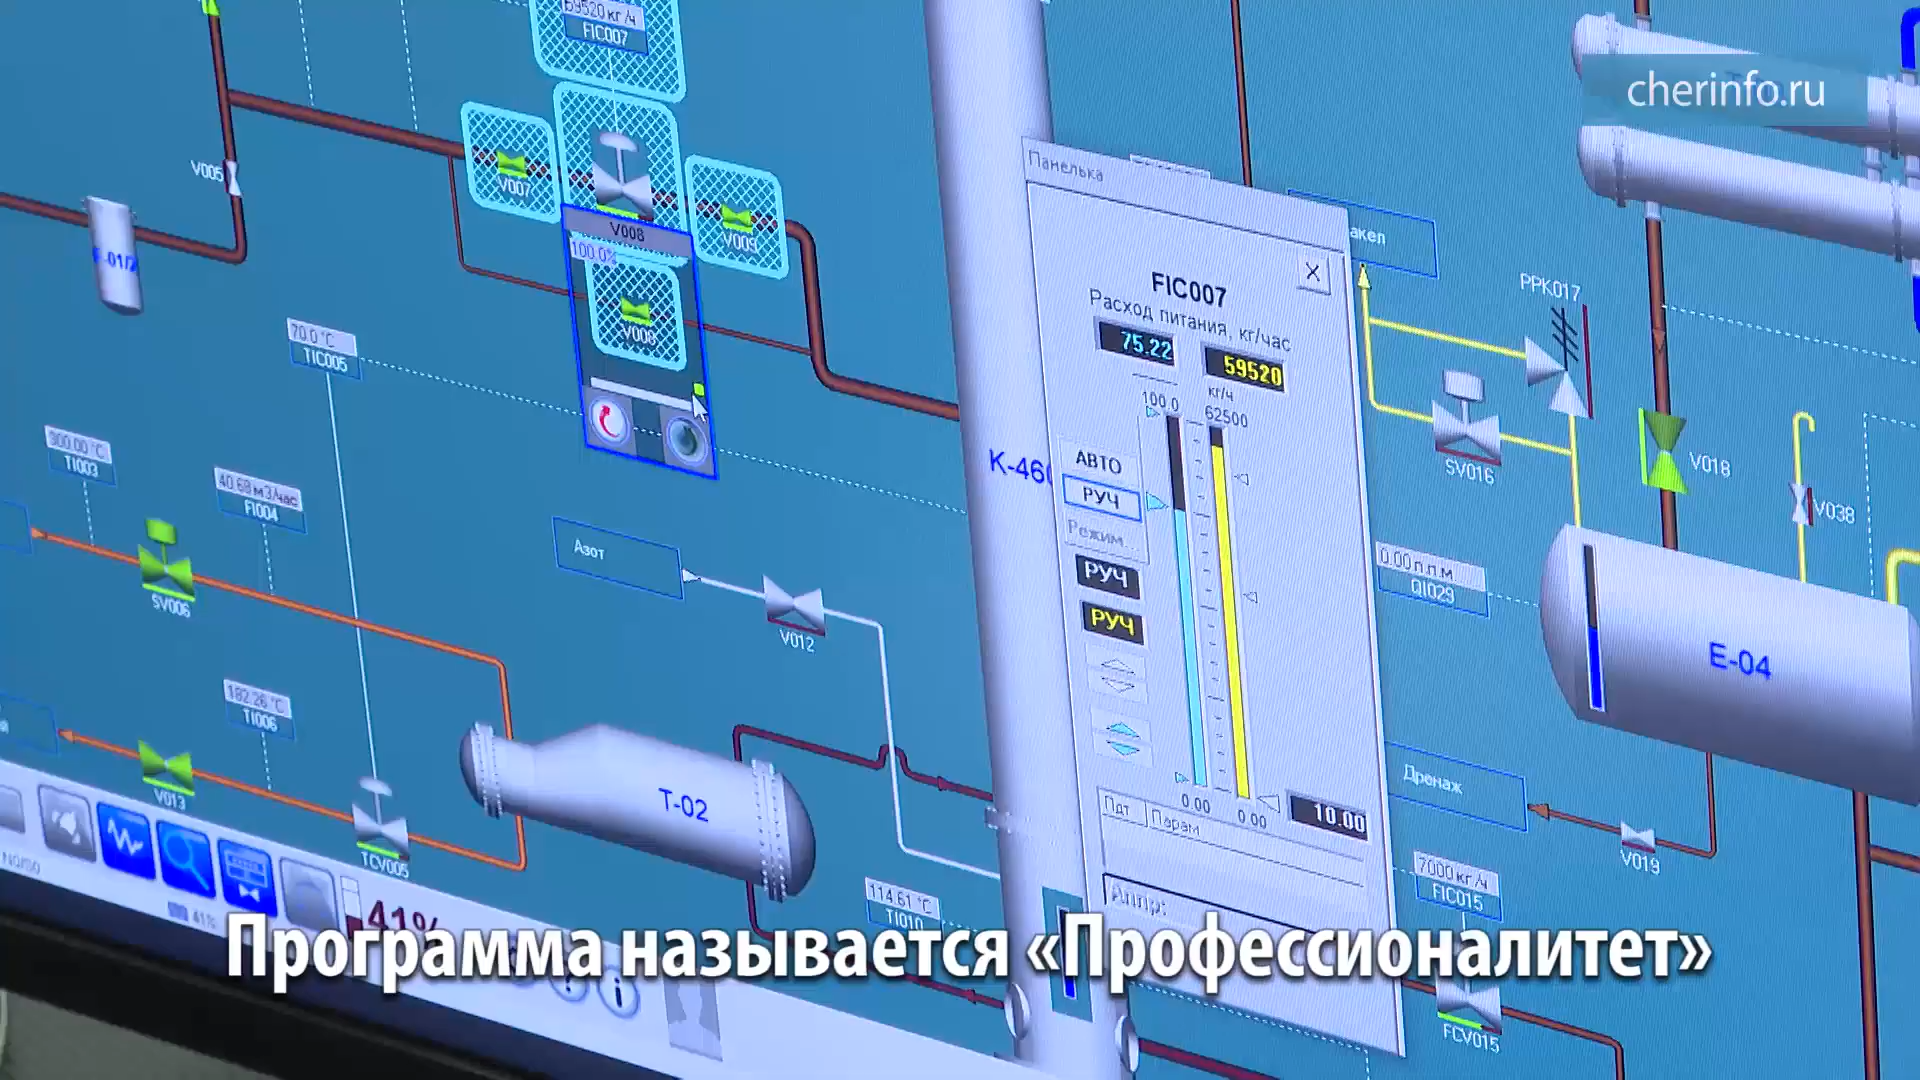 59520 кг/ч
FIC007
cherinfo.ru
V005
V007
V009
V008
100.0%
V008
Панелька
акел
FIC007
Расход питания, кг/час
75.22
59520
кг/ч
100.0
62500
PPK017
70.0 °C
TIC005
300.00 °C
TI003
40.68 м3/час
FI004
К-460
АВТО
РУЧ
Режим...
РУЧ
РУЧ
SV016
V018
V038
Азот
0.00 п.п.м
QI029
SV006
V012
E-04
182.26 °C
TI006
V013
T-02
TCV005
Дренаж
0.00
0.00
10.00
Пдт
Парам
V019
7000 кг/ч
FIC015
114.61 °C
TI010
41%
41%
Программа называется «Профессионалитет»
FCV015